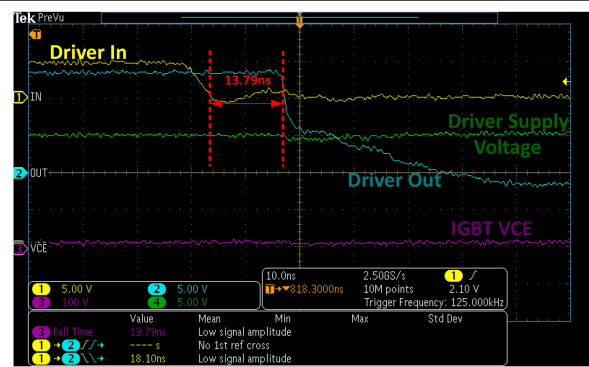 Tek PreVu
T
Driver In
13.79ns
1 IN
Driver Supply
Voltage
2 OUT
Driver Out
IGBT VCE
3 VCE
1 5.00 V 2 5.00 V
3 100 V 4 5.00 V
10.0ns 2.50GS/s 1
T 818.3000ns 10M points 2.10 V
Trigger Frequency: 125.000kHz
Value Mean Min Max Std Dev
3 Fall Time 13.79ns Low signal amplitude
1 → 2 → ---- s No 1st ref cross
1 → 2 → 18.10ns Low signal amplitude